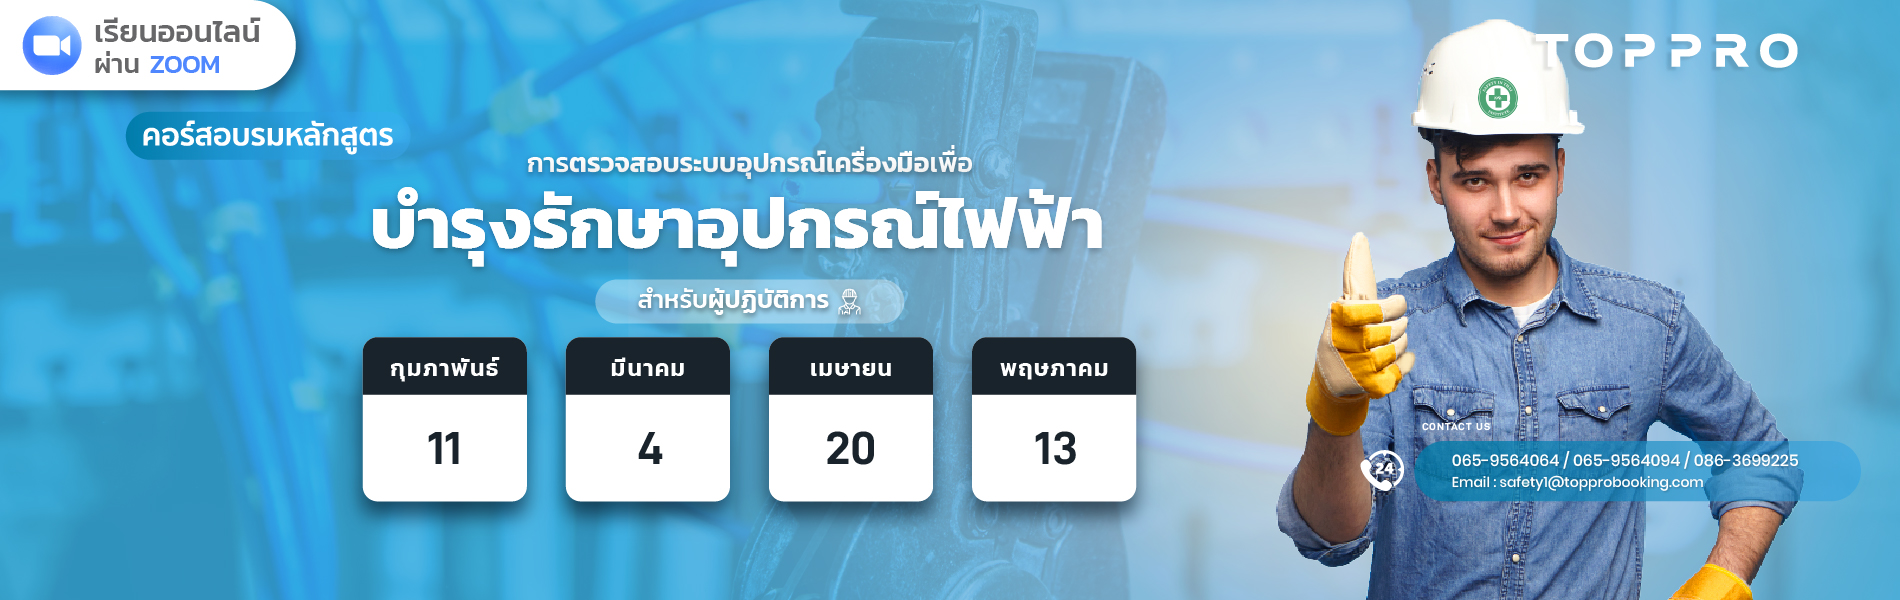 เรียนออนไลน์
ผ่าน ZOOM
TOPPRO
คอร์สอบรมหลักสูตร
การตรวจสอบระบบอุปกรณ์เครื่องมือเพื่อ
บำรุงรักษาอุปกรณ์ไฟฟ้า
สำหรับผู้ปฏิบัติการ
กุมภาพันธ์
11
มีนาคม
4
เมษายน
20
พฤษภาคม
13
CONTACT US
24
065-9564064 / 065-9564094 / 086-3699225
Email : safety1@topprobooking.com